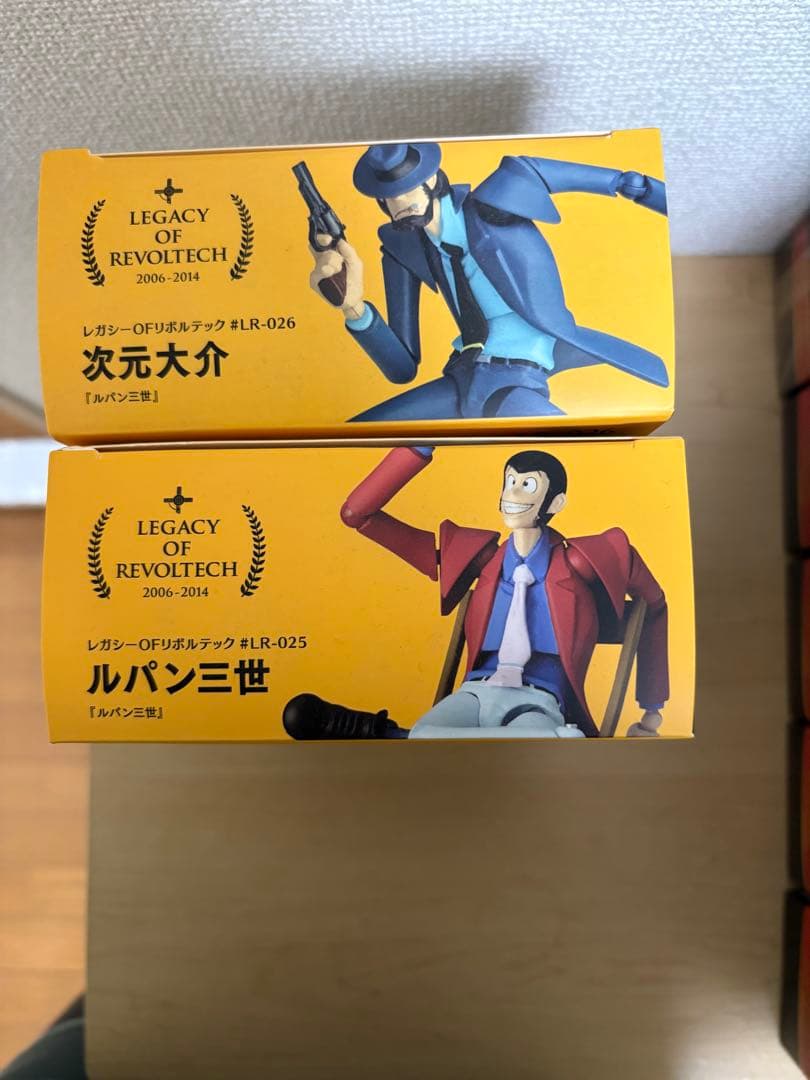 LEGACY
OF
REVOLTECH
2006-2014
レガシーOFリボルテック #LR-026
次元大介
『ルパン三世』
LEGACY
OF
REVOLTECH
2006-2014
レガシーOFリボルテック #LR-025
ルパン三世
『ルパン三世』